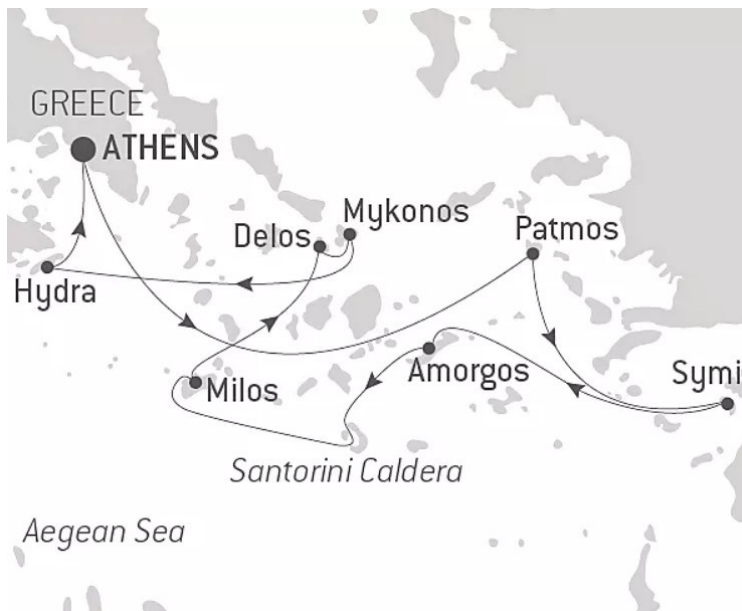 GREECE
ATHENS
Mykonos
Delos
Patmos
Hydra
Amorgos
Symi
Milos
Santorini Caldera
Aegean Sea